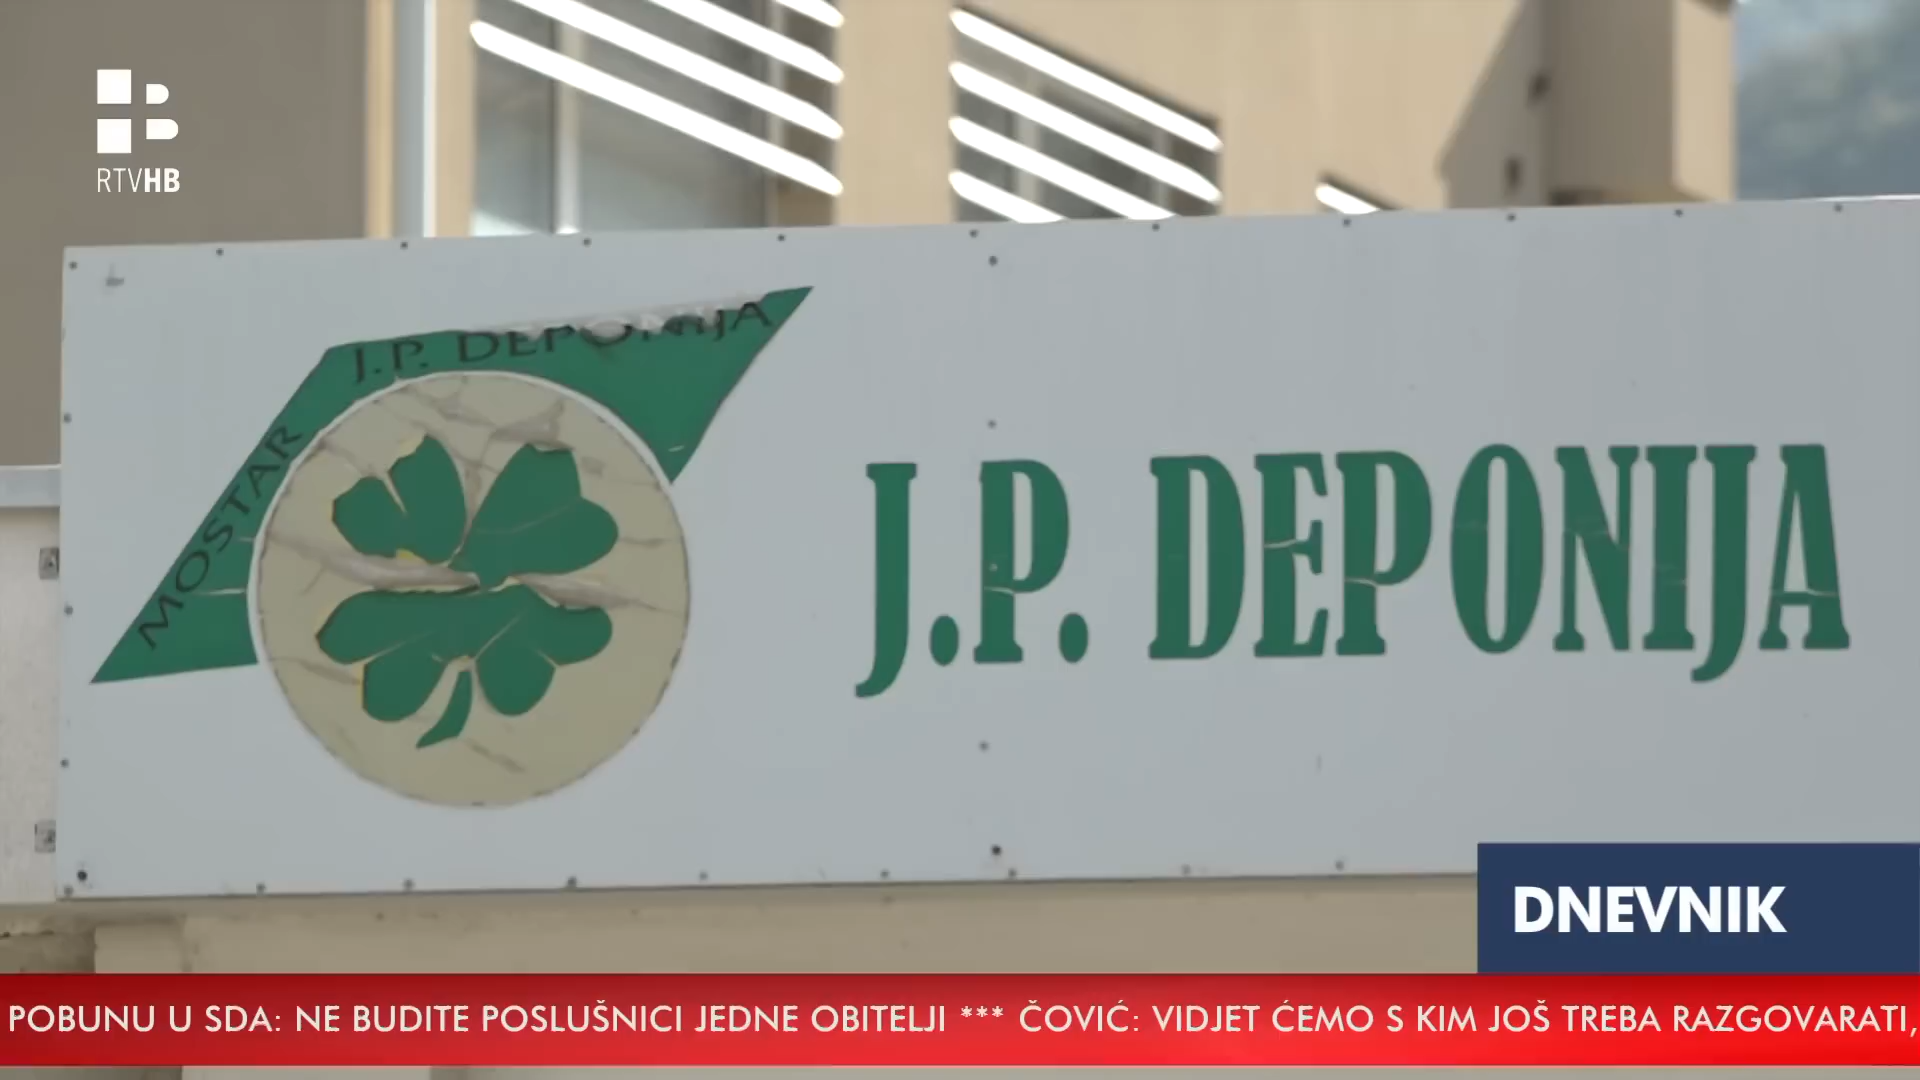 RTVHB
J.P. DEPONIJA
MOSTAR
J.P. DEPONIJA
DNEVNIK
POBUNU U SDA: NE BUDITE POSLUŠNICI JEDNE OBITELJI *** ČOVIĆ: VIDJET ĆEMO S KIM JOŠ TREBA RAZGOVARATI,